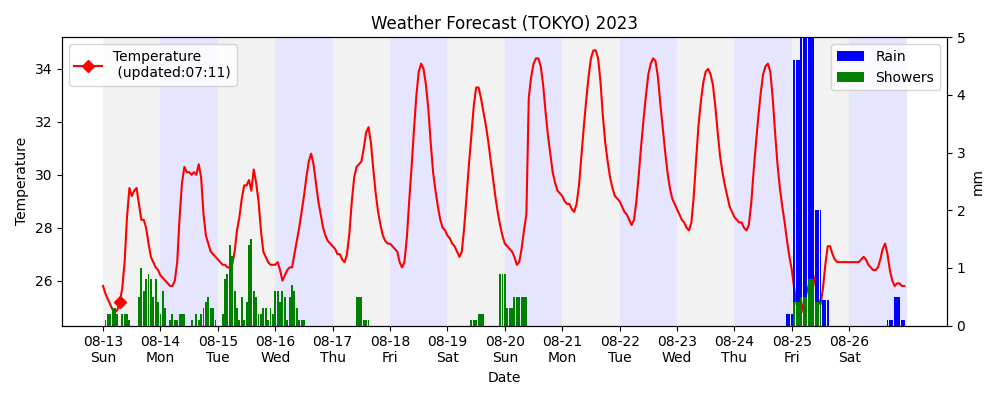 Weather Forecast (TOKYO) 2023
Temperature
(updated:07:11)
Rain
Showers
Temperature
34
32
30
28
26
5
4
3
2
1
0
mm
08-13 08-14 08-15 08-16 08-17 08-18 08-19 08-20 08-21 08-22 08-23 08-24 08-25 08-26
Sun Mon Tue Wed Thu Fri Sat Sun Mon Tue Wed Thu Fri Sat
Date